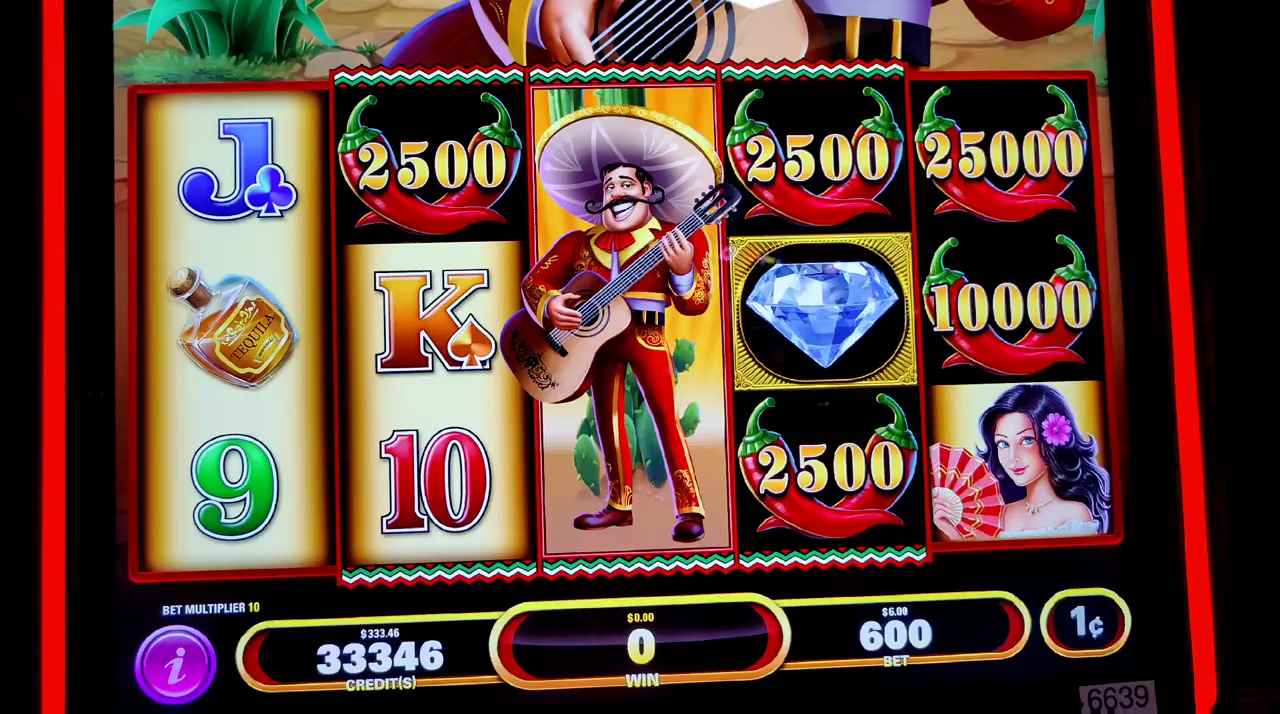 J
2500
2500
25000
TEQUILA
K
10000
9
10
2500
BET MULTIPLIER 10
i
$333.46
33346
CREDIT(S)
$0.00
0
WIN
$6.00
600
BET
1¢
6639